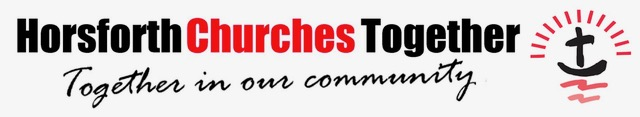 Horsforth Churches Together
Together in our community